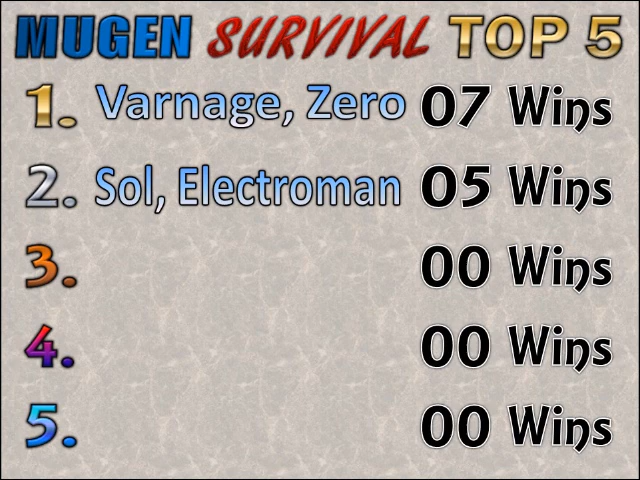 MUGEN SURVIVAL TOP 5
1. Varnage, Zero 07 Wins
2. Sol, Electroman 05 Wins
3. 00 Wins
4. 00 Wins
5. 00 Wins